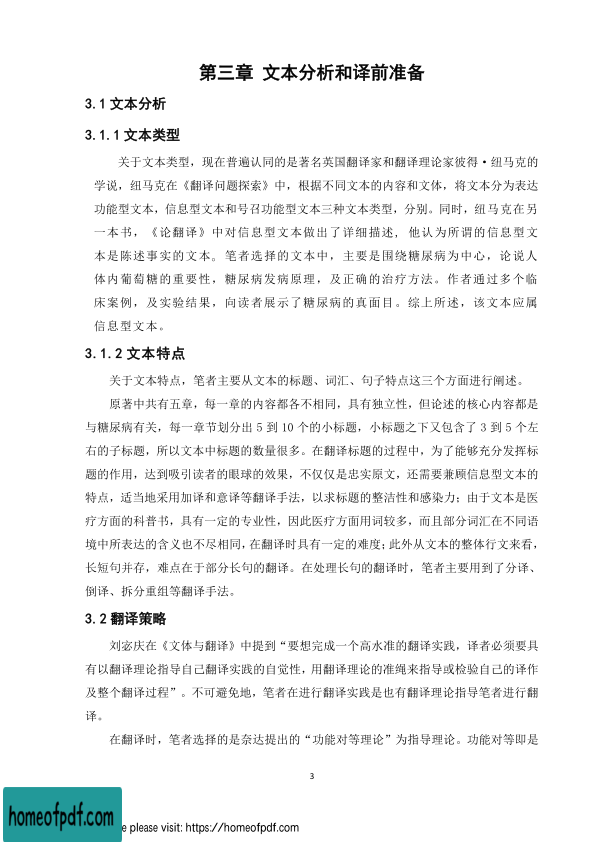 第三章 文本分析和译前准备
3.1文本分析
3.1.1文本类型
关于文本类型，现在普遍认同的是著名英国翻译家和翻译理论家彼得·纽马克的
学说，纽马克在《翻译问题探索》中，根据不同文本的内容和文体，将文本分为表达
功能型文本，信息型文本和号召功能型文本三种文本类型，分别。同时，纽马克在另
一本书，《论翻译》中对信息型文本做出了详细描述，他认为所谓的信息型文
本是陈述事实的文本。笔者选择的文本中，主要是围绕糖尿病为中心，论说人
体内葡萄糖的重要性，糖尿病发病原理，及正确的治疗方法。作者通过多个临
床案例，及实验结果，向读者展示了糖尿病的真面目。综上所述，该文本应属
信息型文本。
3.1.2文本特点
关于文本特点，笔者主要从文本的标题、词汇、句子特点这三个方面进行阐述。
原著中共有五章，每一章的内容都各不相同，具有独立性，但论述的核心内容都是
与糖尿病有关，每一章节划分出 5 到 10 个的小标题，小标题之下又包含了 3 到 5 个左
右的子标题，所以文本中标题的数量很多。在翻译标题的过程中，为了能够充分发挥标
题的作用，达到吸引读者的眼球的效果，不仅仅是忠实原文，还需要兼顾信息型文本的
特点，适当地采用加译和意译等翻译手法，以求标题的整洁性和感染力；由于文本是医
疗方面的科普书，具有一定的专业性，因此医疗方面用词较多，而且部分词汇在不同语
境中所表达的含义也不尽相同，在翻译时具有一定的难度；此外从文本的整体行文来看，
长短句并存，难点在于部分长句的翻译。在处理长句的翻译时，笔者主要用到了分译、
倒译、拆分重组等翻译手法。
3.2翻译策略
刘宓庆在《文体与翻译》中提到“要想完成一个高水准的翻译实践，译者必须要具
有以翻译理论指导自己翻译实践的自觉性，用翻译理论的准绳来指导或检验自己的译作
及整个翻译过程”。不可避免地，笔者在进行翻译实践是也有翻译理论指导笔者进行翻
译。
在翻译时，笔者选择的是奈达提出的“功能对等理论”为指导理论。功能对等即是
3
homeofpdf.com
please visit: https://homeofpdf.com